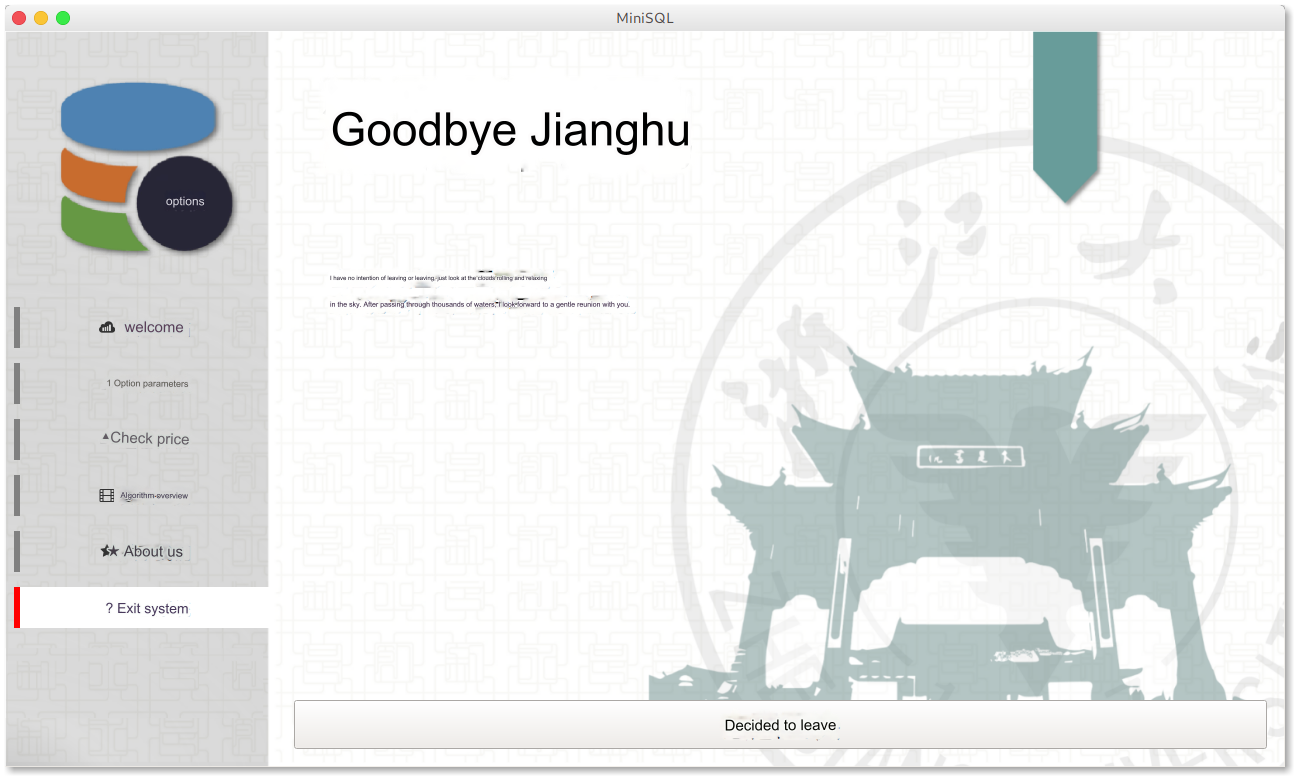 MiniSQL
options
welcome
1 Option parameters
Check price
Algorithm-overview
About us
? Exit system
Goodbye Jianghu
I have no intention of leaving or leaving, just look at the clouds rolling and relaxing
in the sky. After passing through thousands of waters, I look forward to a gentle reunion with you.
Decided to leave